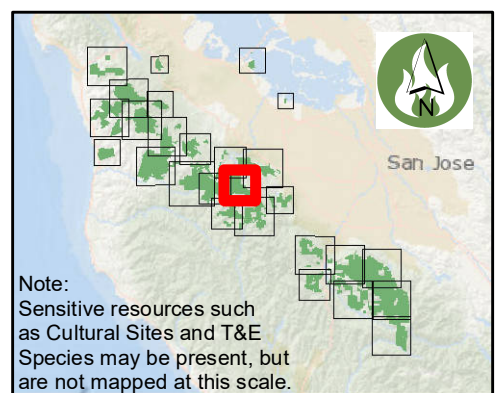 N
San Jose
Note:
Sensitive resources such
as Cultural Sites and T&E
Species may be present, but
are not mapped at this scale.